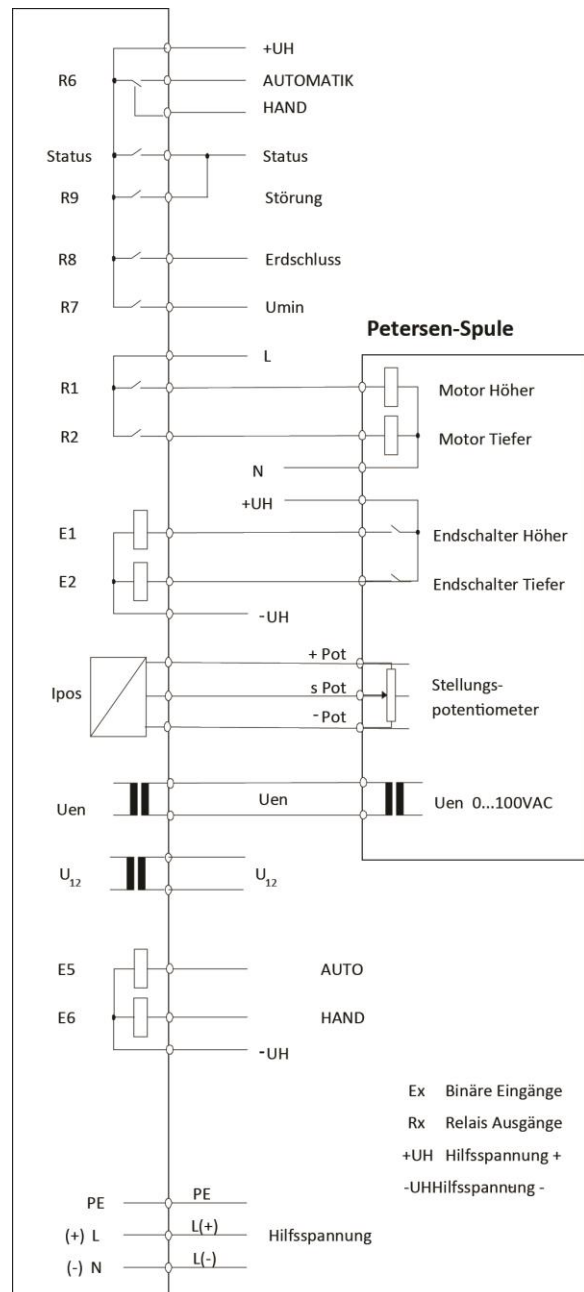 +UH
R6 AUTOMATIK
HAND
Status Status
R9 Störung
R8 Erdschluss
R7 Umin
Petersen-Spule
L
R1 Motor Höher
R2 Motor Tiefer
N
+UH
E1 Endschalter Höher
E2 Endschalter Tiefer
-UH
+ Pot
Ipos s Pot Stellungs-
potentiometer
- Pot
Uen Uen Uen 0...100VAC
U12 U12
E5 AUTO
E6 HAND
-UH
Ex Binäre Eingänge
Rx Relais Ausgänge
+UH Hilfsspannung +
-UHHilfsspannung -
PE PE
(+) L L(+) Hilfsspannung
(-) N L(-)